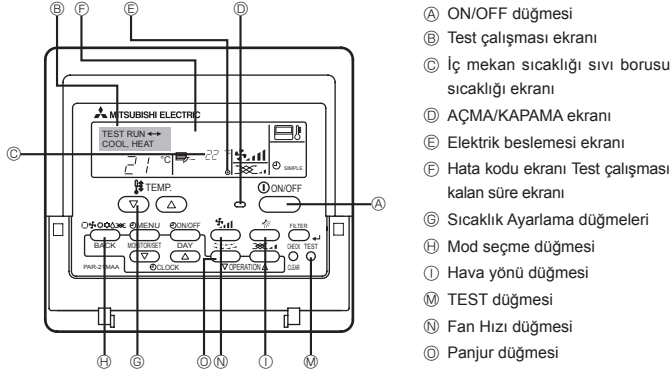 Ⓑ Ⓕ Ⓔ Ⓓ
MITSUBISHI ELECTRIC
TEST RUN
COOL, HEAT
21 °C
22 °C
SIMPLE
Ⓒ
TEMP.
ON/OFF
Ⓐ
MENU ON/OFF FILTER
BACK MONITOR/SET DAY CHECK TEST
PAR-21MAA CLOCK OPERATION CLEAR
Ⓗ Ⓖ Ⓞ Ⓝ Ⓘ Ⓜ
Ⓐ ON/OFF düğmesi
Ⓑ Test çalışması ekranı
Ⓒ İç mekan sıcaklığı sıvı borusu
sıcaklığı ekranı
Ⓓ AÇMA/KAPAMA ekranı
Ⓔ Elektrik beslemesi ekranı
Ⓕ Hata kodu ekranı Test çalışması
kalan süre ekranı
Ⓖ Sıcaklık Ayarlama düğmeleri
Ⓗ Mod seçme düğmesi
Ⓘ Hava yönü düğmesi
Ⓜ TEST düğmesi
Ⓝ Fan Hızı düğmesi
Ⓞ Panjur düğmesi